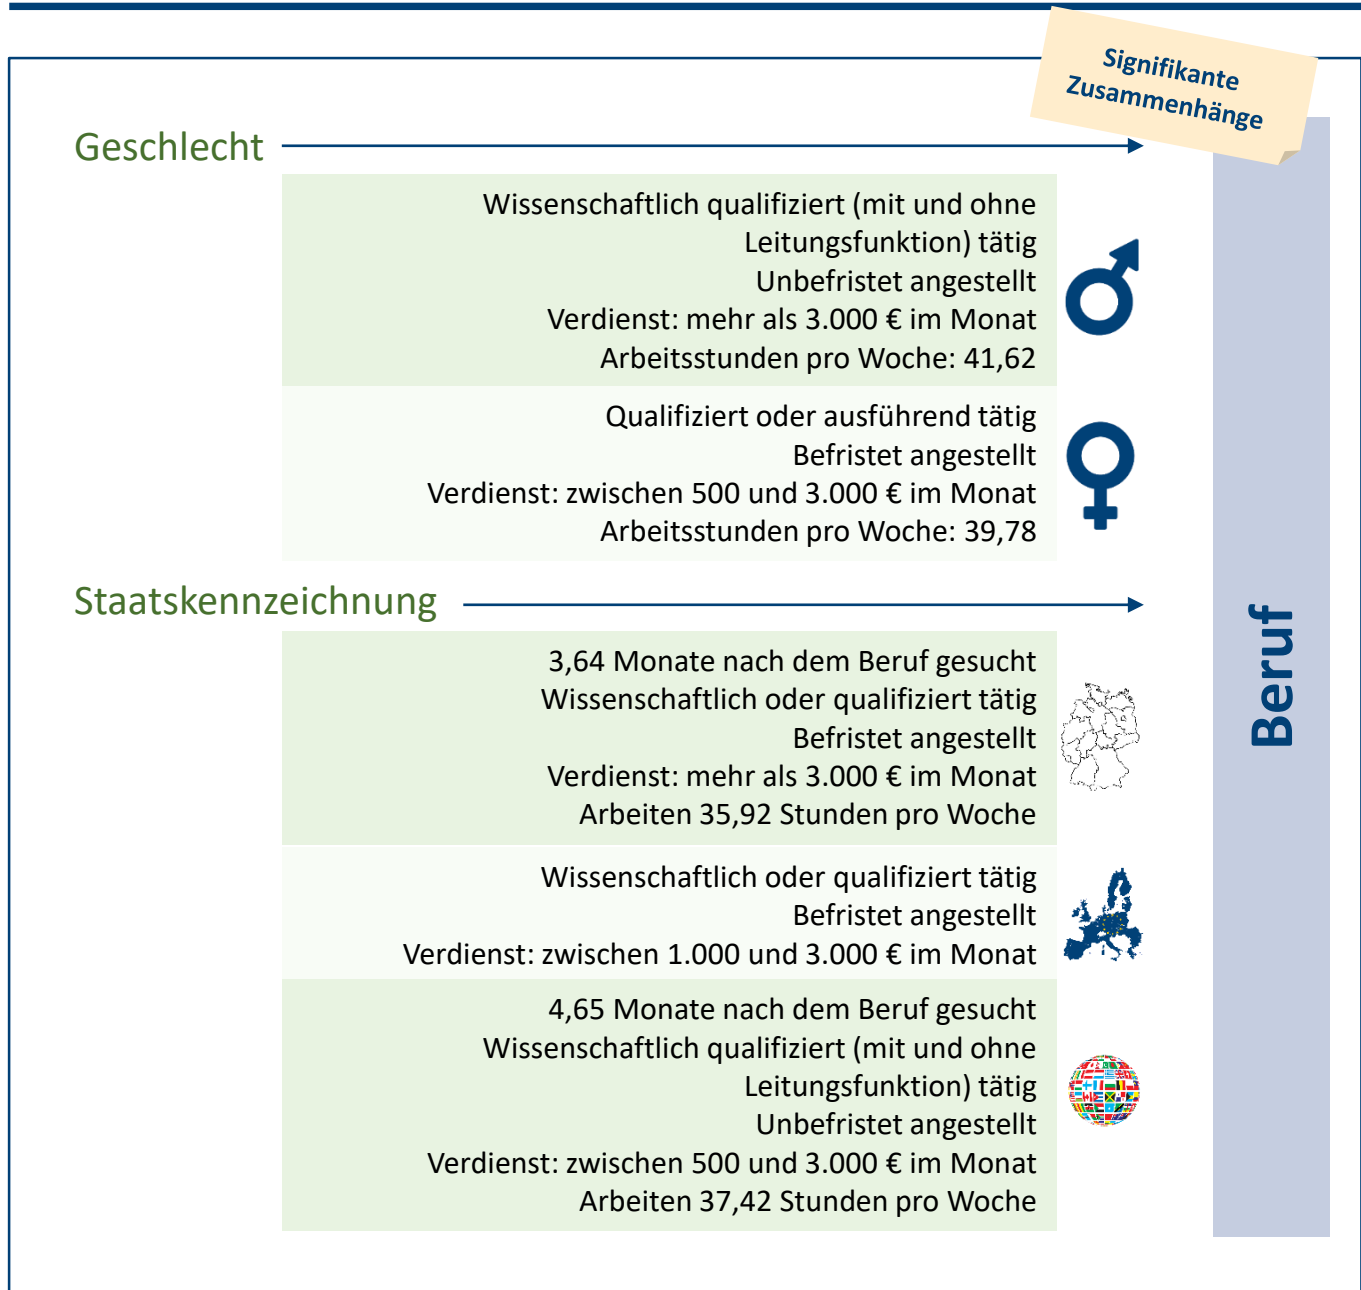 Signifikante
Zusammenhänge
Geschlecht
Wissenschaftlich qualifiziert (mit und ohne
Leitungsfunktion) tätig
Unbefristet angestellt
Verdienst: mehr als 3.000 € im Monat
Arbeitsstunden pro Woche: 41,62
Qualifiziert oder ausführend tätig
Befristet angestellt
Verdienst: zwischen 500 und 3.000 € im Monat
Arbeitsstunden pro Woche: 39,78
Staatskennzeichnung
3,64 Monate nach dem Beruf gesucht
Wissenschaftlich oder qualifiziert tätig
Befristet angestellt
Verdienst: mehr als 3.000 € im Monat
Arbeiten 35,92 Stunden pro Woche
Wissenschaftlich oder qualifiziert tätig
Befristet angestellt
Verdienst: zwischen 1.000 und 3.000 € im Monat
4,65 Monate nach dem Beruf gesucht
Wissenschaftlich qualifiziert (mit und ohne
Leitungsfunktion) tätig
Unbefristet angestellt
Verdienst: zwischen 500 und 3.000 € im Monat
Arbeiten 37,42 Stunden pro Woche
Beruf